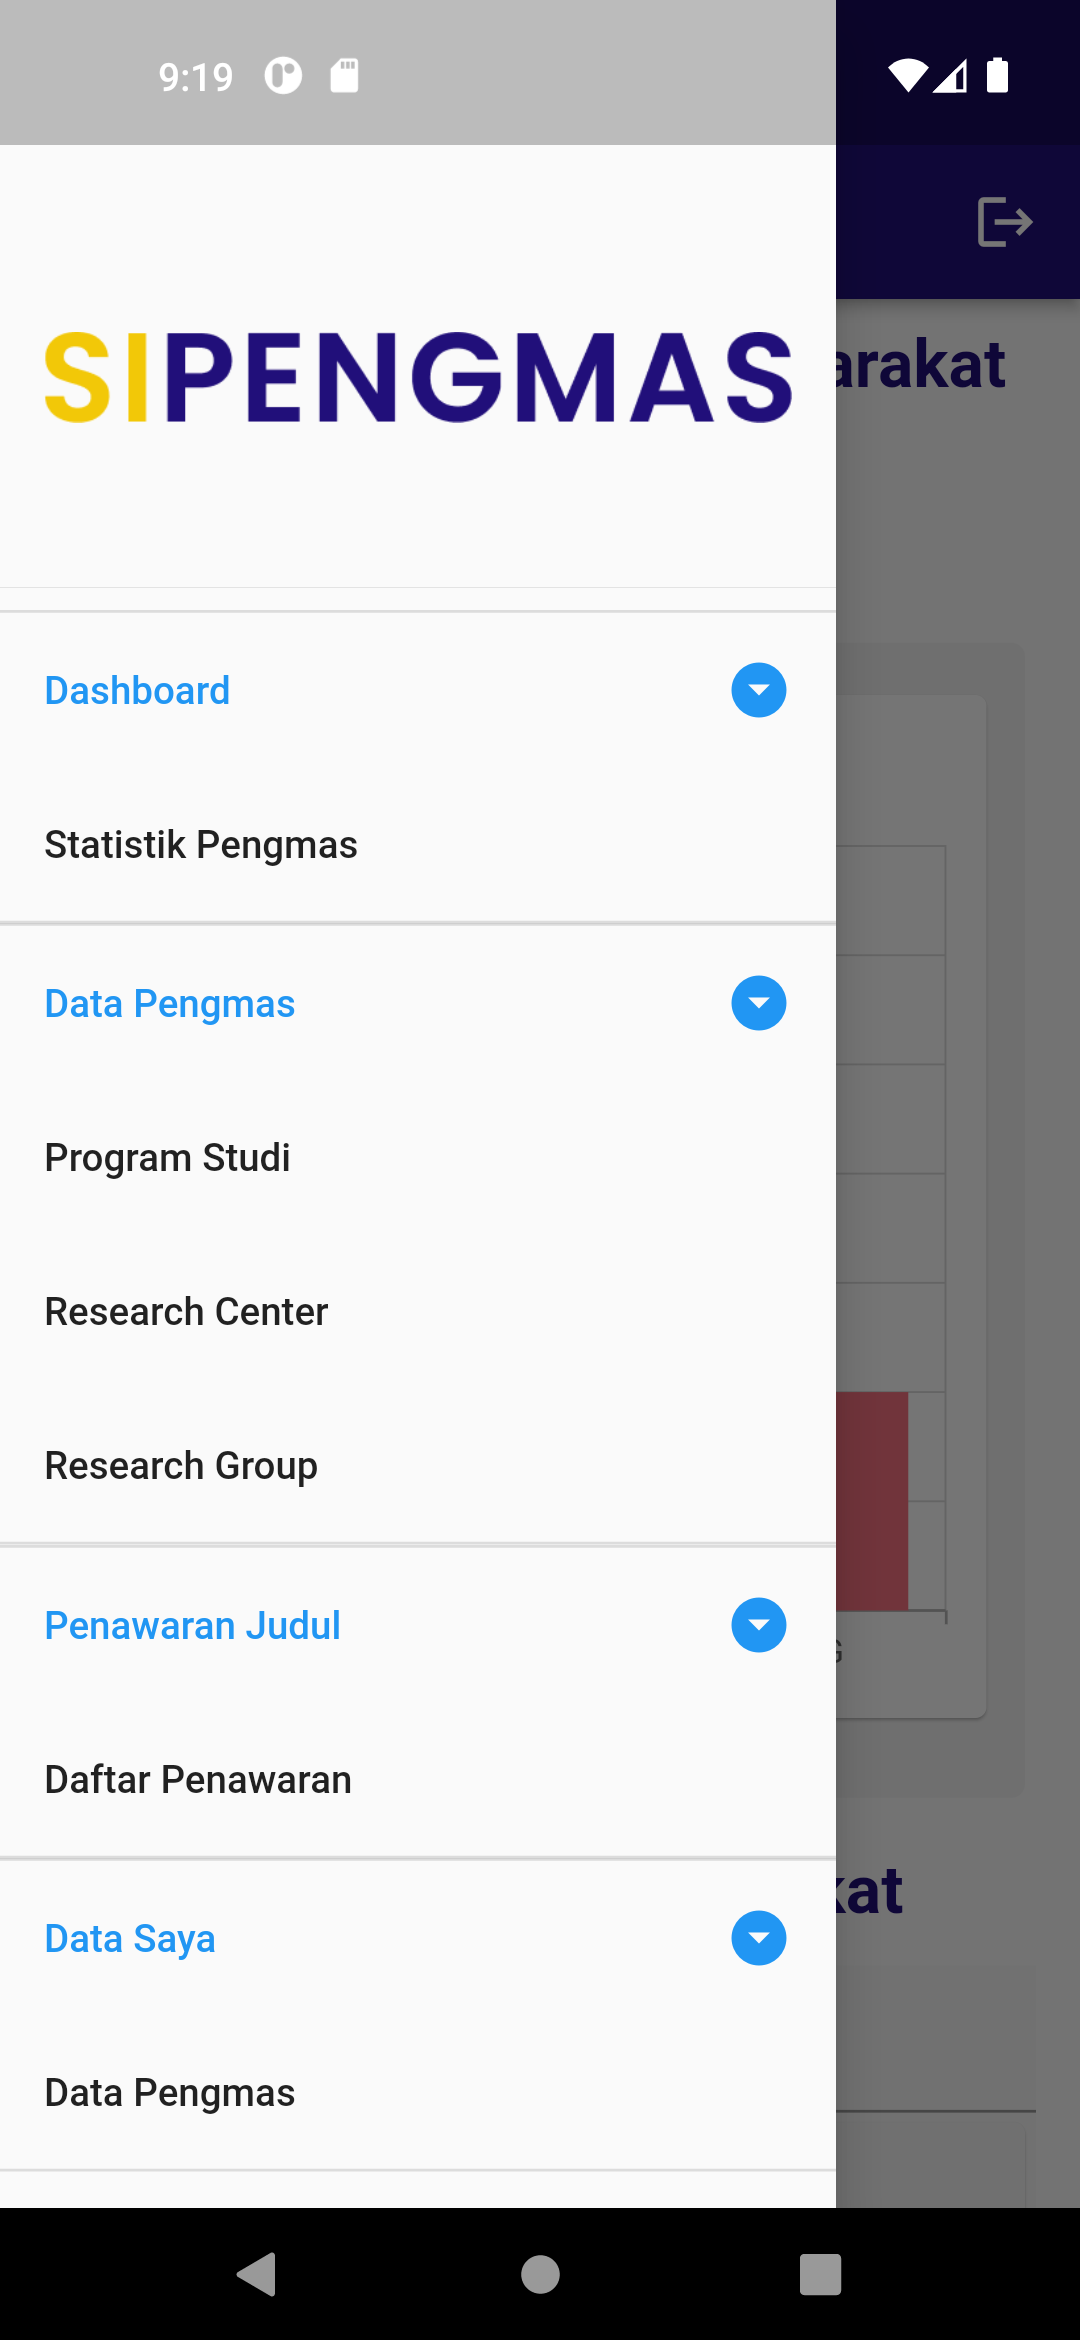 9:19
SIPENGMAS
arakat
Dashboard
Statistik Pengmas
Data Pengmas
Program Studi
Research Center
Research Group
Penawaran Judul
Daftar Penawaran
kat
Data Saya
Data Pengmas